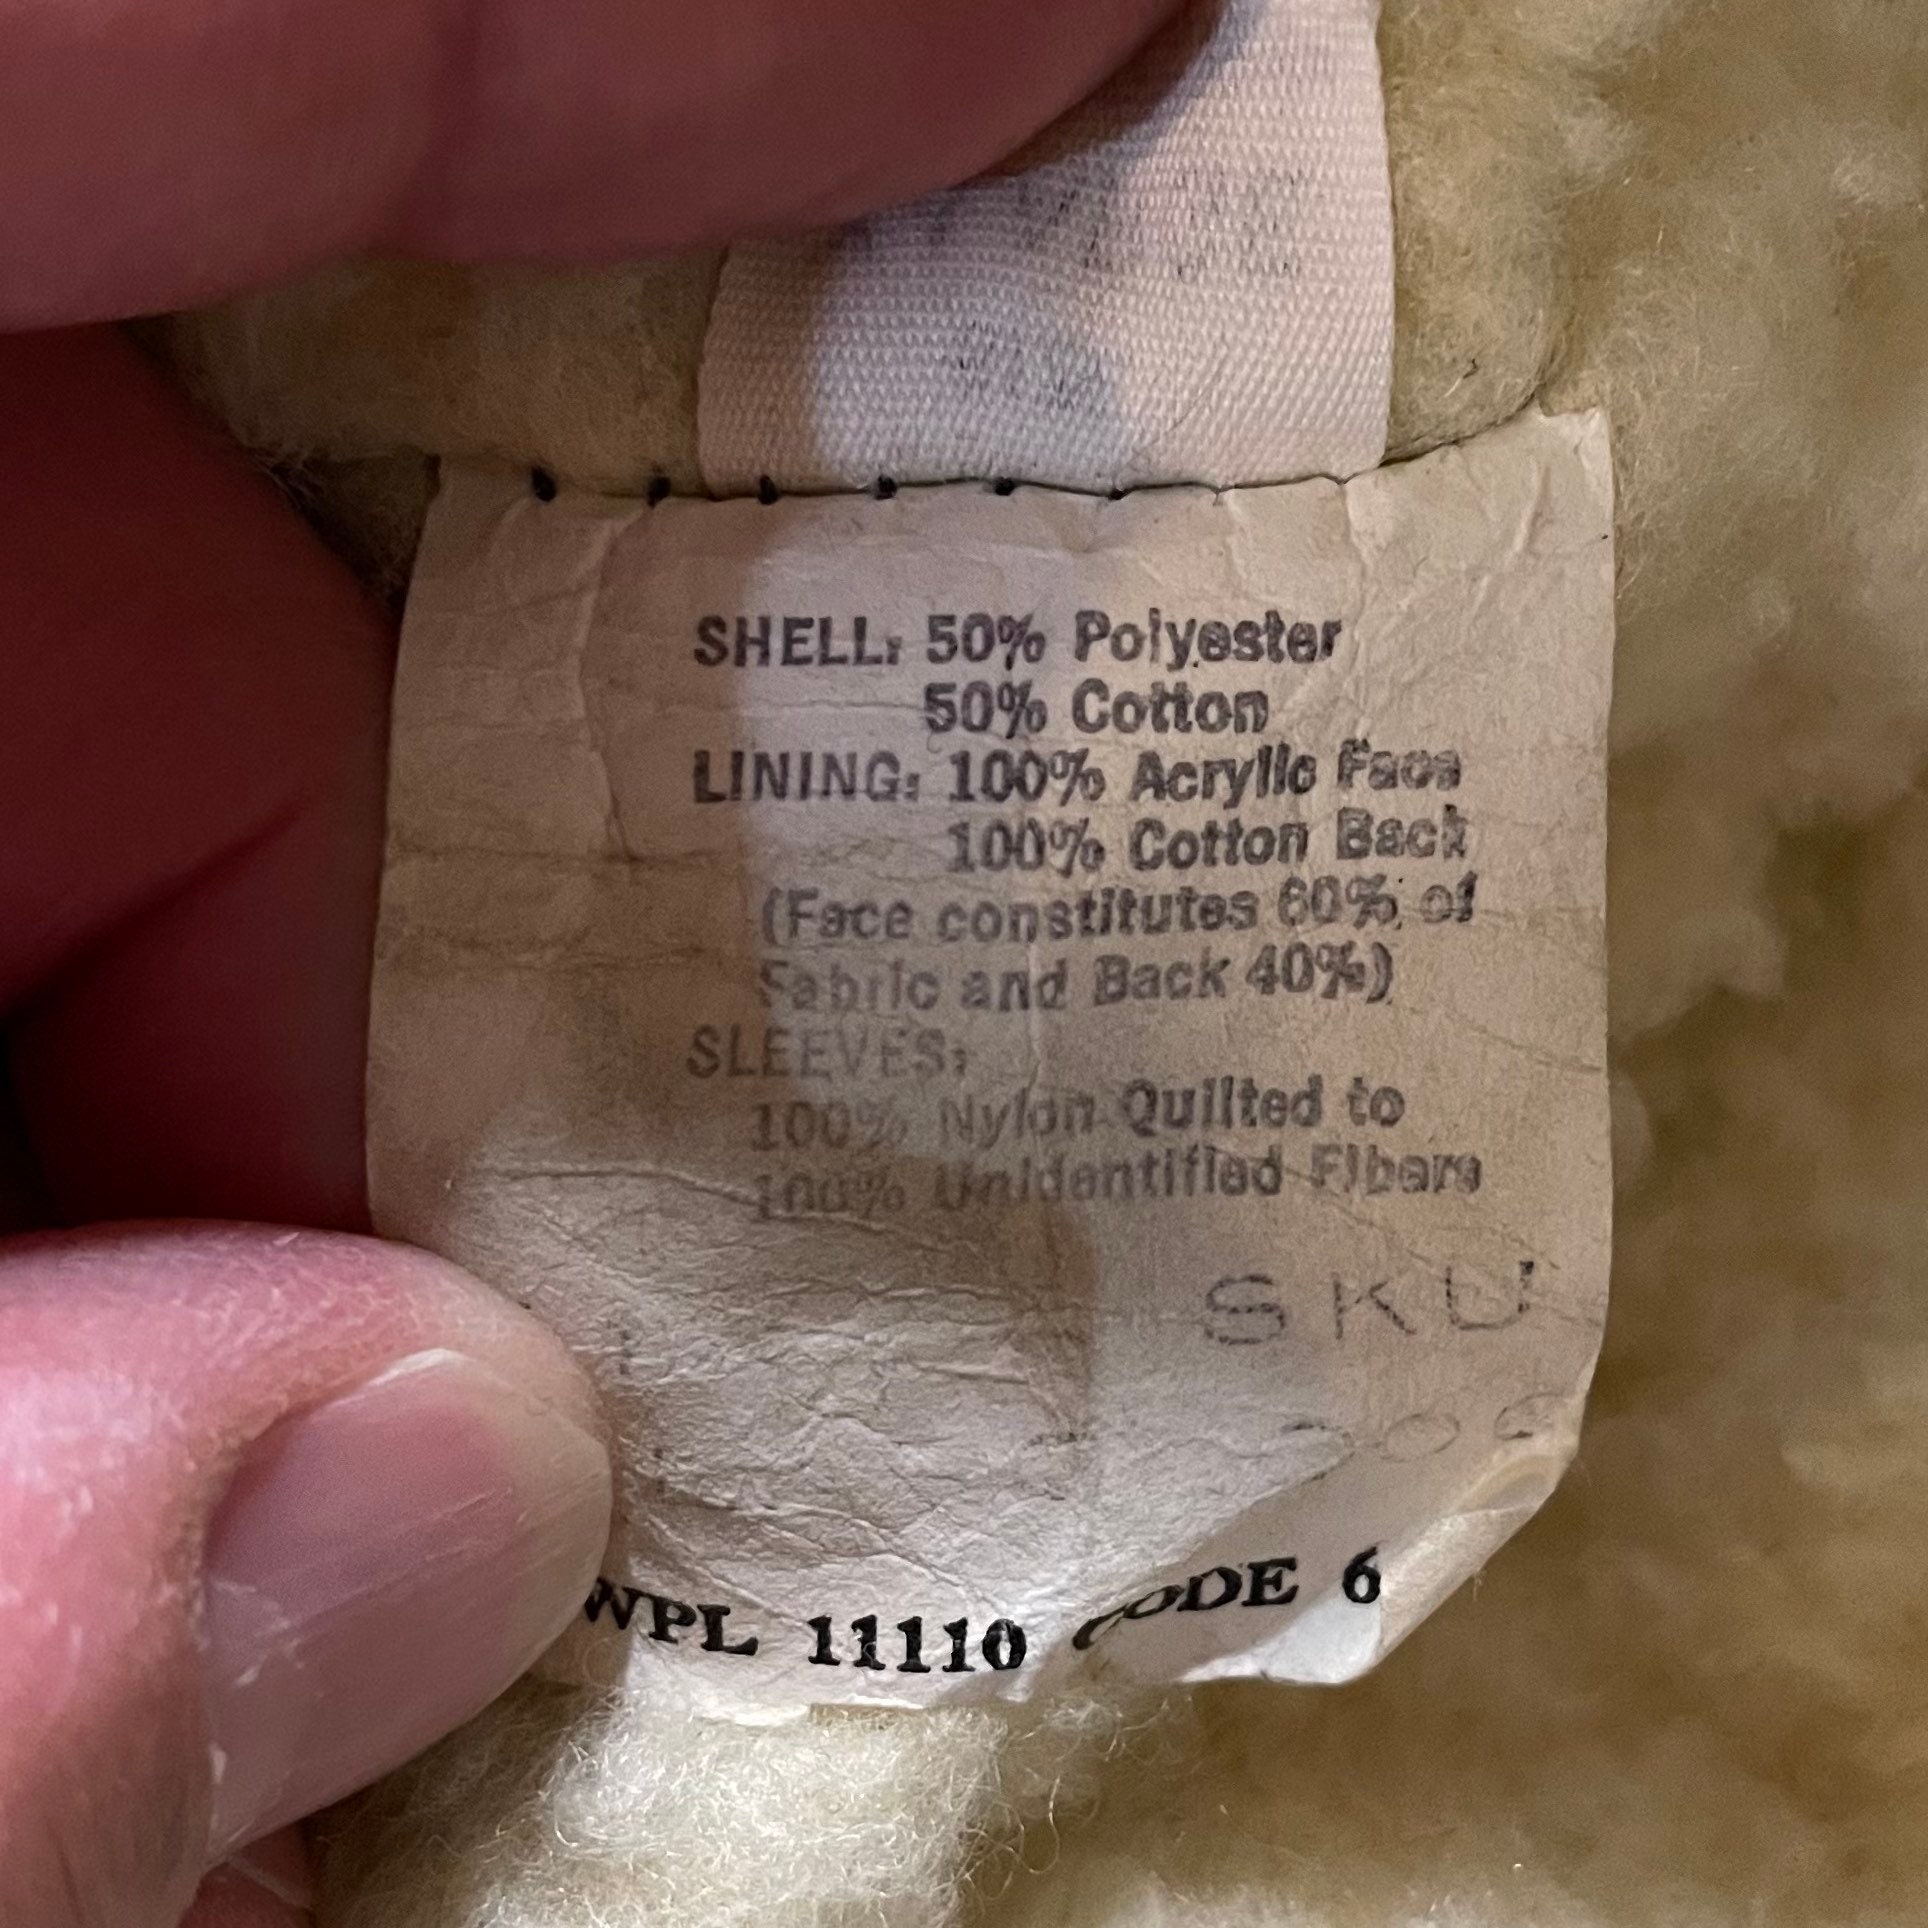 SHELL: 50% Polyester
50% Cotton
LINING: 100% Acrylic Face
100% Cotton Back
(Face constitutes 60% of
Fabric and Back 40%)
SLEEVES:
100% Nylon Quilted to
100% Unidentified Fibers
SKU
WPL 11110 CODE 6